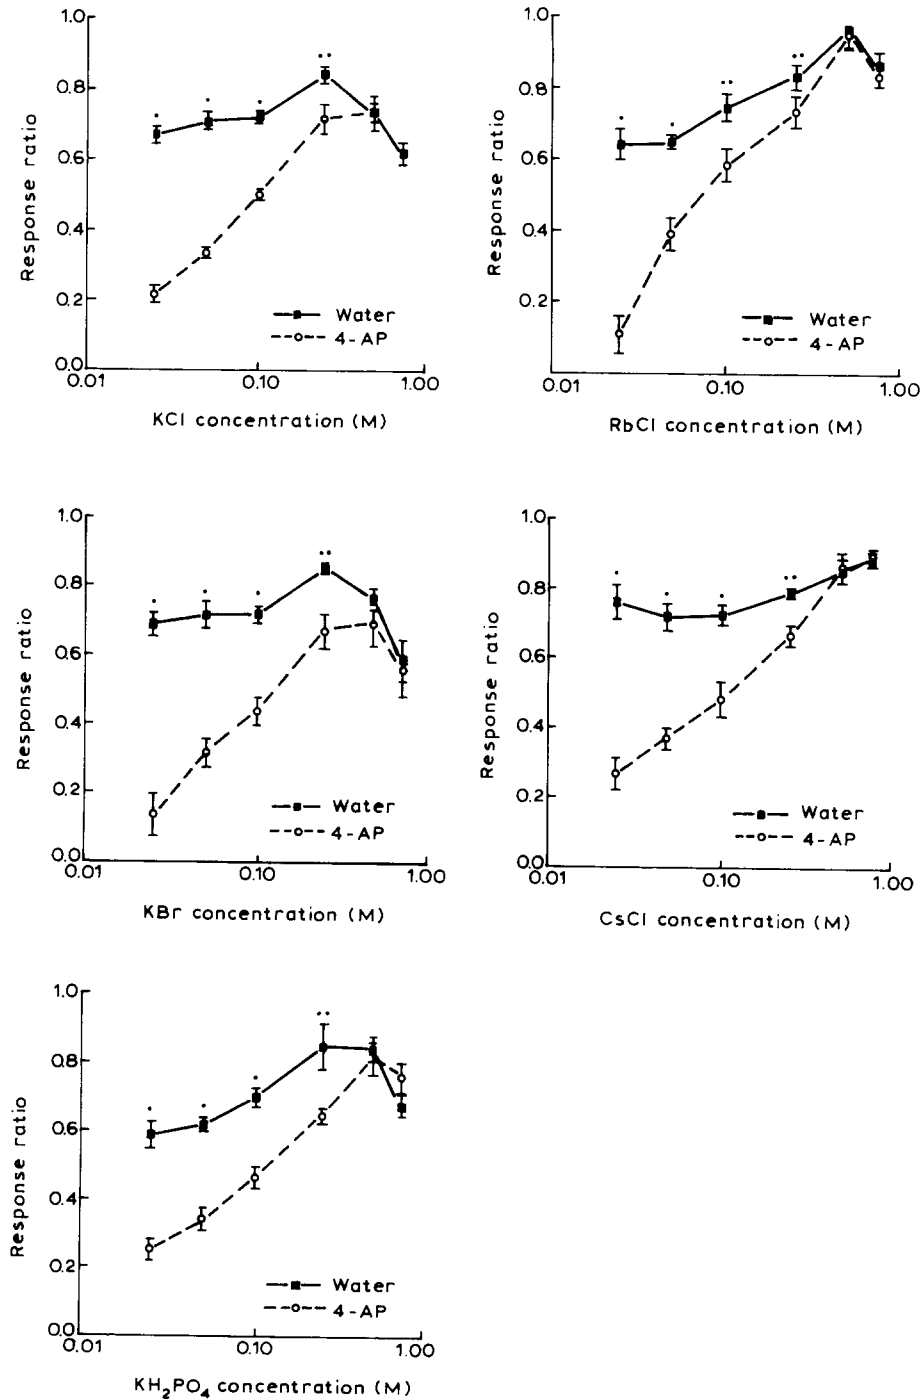 1.0
0.8
0.6
0.4
0.2
0.0
Response ratio
Water
4-AP
0.01 0.10 1.00
KCl concentration (M)
1.0
0.8
0.6
0.4
0.2
Response ratio
Water
4-AP
0.01 0.10 1.00
RbCl concentration (M)
1.0
0.8
0.6
0.4
0.2
0.0
Response ratio
Water
4-AP
0.01 0.10 1.00
KBr concentration (M)
1.0
0.8
0.6
0.4
0.2
0.0
Response ratio
Water
4-AP
0.01 0.10 1.00
CsCl concentration (M)
1.0
0.8
0.6
0.4
0.2
0.0
Response ratio
Water
4-AP
0.01 0.10 1.00
KH₂PO₄ concentration (M)